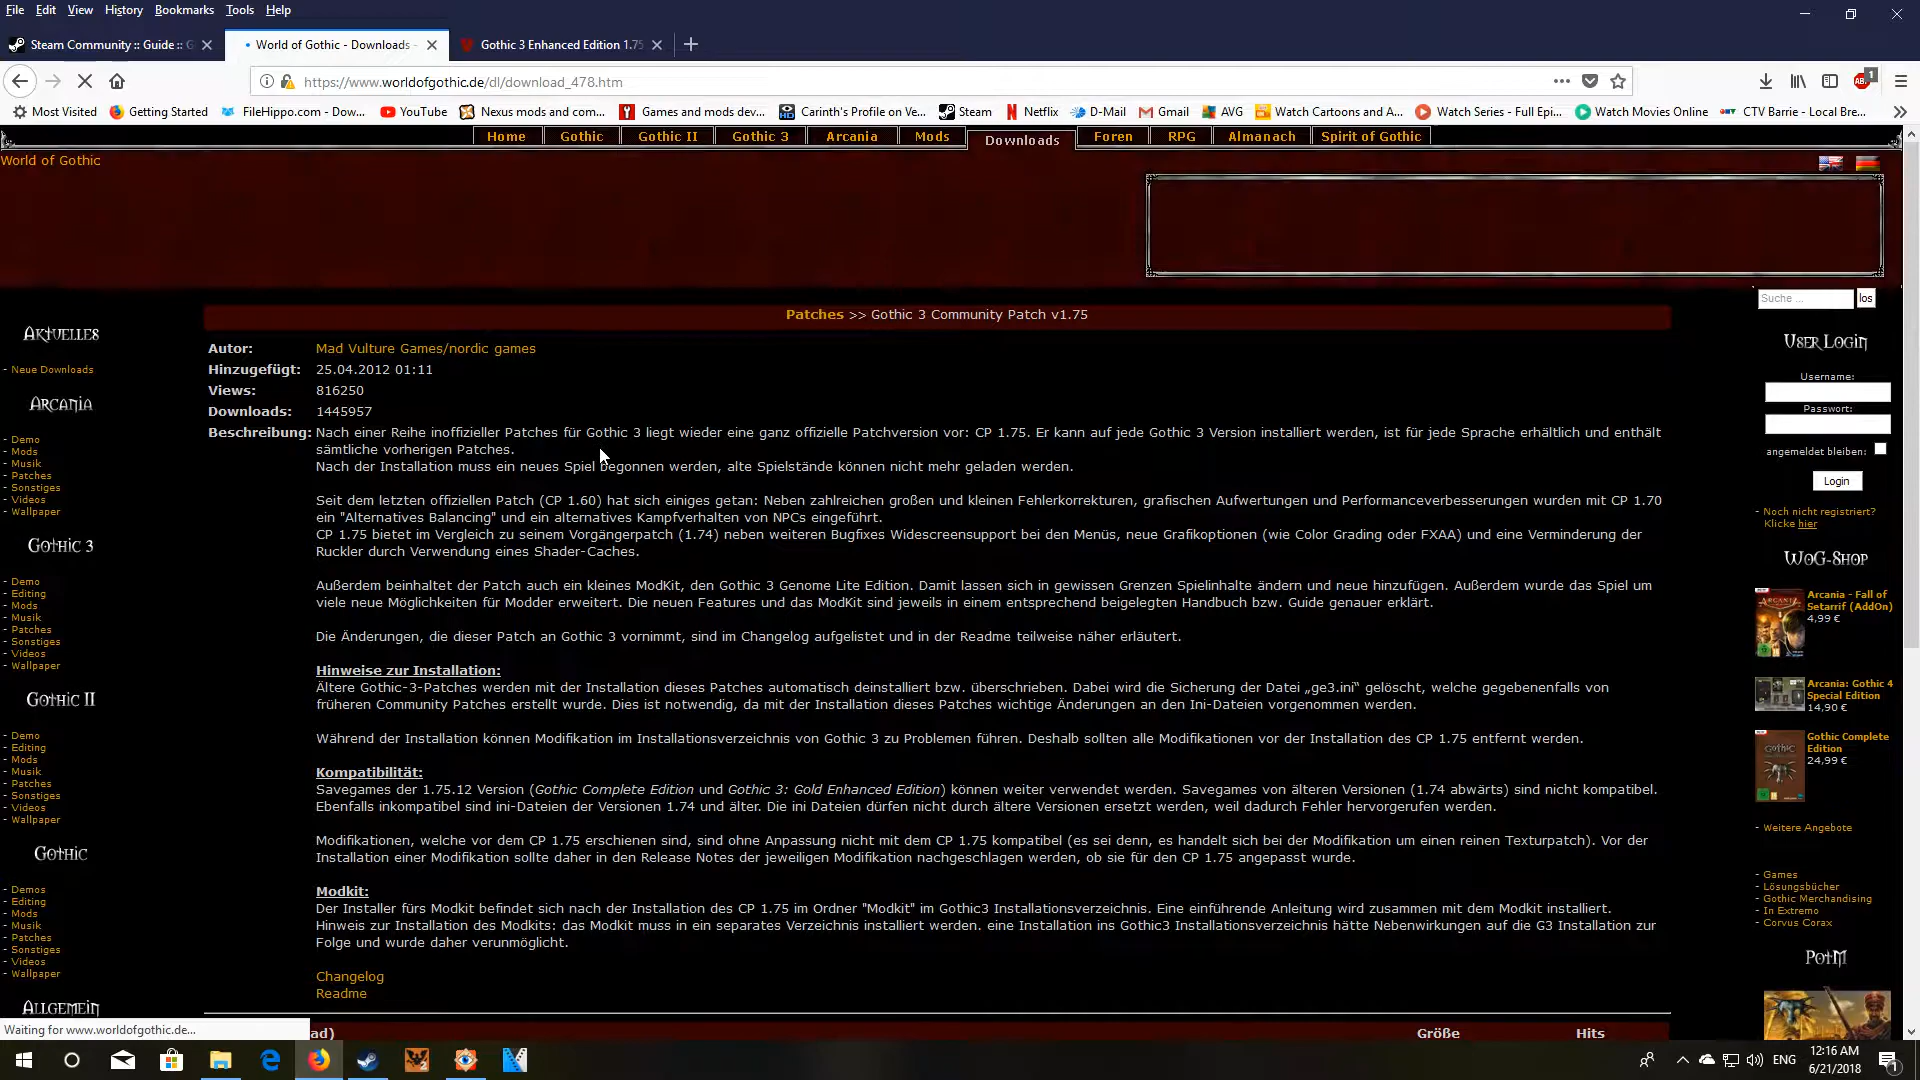 File Edit View History Bookmarks Tools Help
Steam Community :: Guide :: G
World of Gothic - Downloads -
Gothic 3 Enhanced Edition 1.75
https://www.worldofgothic.de/dl/download_478.htm
1
Most Visited Getting Started FileHippo.com - Dow... YouTube Nexus mods and com... Games and mods dev... Carinth's Profile on Ve... Steam Netflix D-Mail Gmail AVG Watch Cartoons and A... Watch Series - Full Epi... Watch Movies Online CTV Barrie - Local Bre...
Home Gothic Gothic II Gothic 3 Arcania Mods Downloads Foren RPG Almanach Spirit of Gothic
World of Gothic
Aktuelles
- Neue Downloads
Arcania
- Demo
- Mods
- Musik
- Patches
- Sonstiges
- Videos
- Wallpaper
Gothic 3
- Demo
- Editing
- Mods
- Musik
- Patches
- Sonstiges
- Videos
- Wallpaper
Gothic II
- Demo
- Editing
- Mods
- Musik
- Patches
- Sonstiges
- Videos
- Wallpaper
Gothic
- Demos
- Editing
- Mods
- Musik
- Patches
- Sonstiges
- Videos
- Wallpaper
Allgemein
Patches >> Gothic 3 Community Patch v1.75
Autor: Mad Vulture Games/nordic games
Hinzugefügt: 25.04.2012 01:11
Views: 816250
Downloads: 1445957
Beschreibung: Nach einer Reihe inoffizieller Patches für Gothic 3 liegt wieder eine ganz offizielle Patchversion vor: CP 1.75. Er kann auf jede Gothic 3 Version installiert werden, ist für jede Sprache erhältlich und enthält
sämtliche vorherigen Patches.
Nach der Installation muss ein neues Spiel begonnen werden, alte Spielstände können nicht mehr geladen werden.
Seit dem letzten offiziellen Patch (CP 1.60) hat sich einiges getan: Neben zahlreichen großen und kleinen Fehlerkorrekturen, grafischen Aufwertungen und Performanceverbesserungen wurden mit CP 1.70
ein "Alternatives Balancing" und ein alternatives Kampfverhalten von NPCs eingeführt.
CP 1.75 bietet im Vergleich zu seinem Vorgängerpatch (1.74) neben weiteren Bugfixes Widescreensupport bei den Menüs, neue Grafikoptionen (wie Color Grading oder FXAA) und eine Verminderung der
Ruckler durch Verwendung eines Shader-Caches.
Außerdem beinhaltet der Patch auch ein kleines ModKit, den Gothic 3 Genome Lite Edition. Damit lassen sich in gewissen Grenzen Spielinhalte ändern und neue hinzufügen. Außerdem wurde das Spiel um
viele neue Möglichkeiten für Modder erweitert. Die neuen Features und das ModKit sind jeweils in einem entsprechend beigelegten Handbuch bzw. Guide genauer erklärt.
Die Änderungen, die dieser Patch an Gothic 3 vornimmt, sind im Changelog aufgelistet und in der Readme teilweise näher erläutert.
Hinweise zur Installation:
Ältere Gothic-3-Patches werden mit der Installation dieses Patches automatisch deinstalliert bzw. überschrieben. Dabei wird die Sicherung der Datei „ge3.ini“ gelöscht, welche gegebenenfalls von
früheren Community Patches erstellt wurde. Dies ist notwendig, da mit der Installation dieses Patches wichtige Änderungen an den Ini-Dateien vorgenommen werden.
Während der Installation können Modifikation im Installationsverzeichnis von Gothic 3 zu Problemen führen. Deshalb sollten alle Modifikationen vor der Installation des CP 1.75 entfernt werden.
Kompatibilität:
Savegames der 1.75.12 Version (Gothic Complete Edition und Gothic 3: Gold Enhanced Edition) können weiter verwendet werden. Savegames von älteren Versionen (1.74 abwärts) sind nicht kompatibel.
Ebenfalls inkompatibel sind ini-Dateien der Versionen 1.74 und älter. Die ini Dateien dürfen nicht durch ältere Versionen ersetzt werden, weil dadurch Fehler hervorgerufen werden.
Modifikationen, welche vor dem CP 1.75 erschienen sind, sind ohne Anpassung nicht mit dem CP 1.75 kompatibel (es sei denn, es handelt sich bei der Modifikation um einen reinen Texturpatch). Vor der
Installation einer Modifikation sollte daher in den Release Notes der jeweiligen Modifikation nachgeschlagen werden, ob sie für den CP 1.75 angepasst wurde.
Modkit:
Der Installer fürs Modkit befindet sich nach der Installation des CP 1.75 im Ordner "Modkit" im Gothic3 Installationsverzeichnis. Eine einführende Anleitung wird zusammen mit dem Modkit installiert.
Hinweis zur Installation des Modkits: das Modkit muss in ein separates Verzeichnis installiert werden. eine Installation ins Gothic3 Installationsverzeichnis hätte Nebenwirkungen auf die G3 Installation zur
Folge und wurde daher verunmöglicht.
Changelog
Readme
ad) Größe Hits
Suche ... los
User Login
Username:
Passwort:
angemeldet bleiben:
Login
- Noch nicht registriert?
Klicke hier
WoG-Shop
Arcania - Fall of
Setarrif (AddOn)
4,99 €
Arcania: Gothic 4
Special Edition
14,90 €
Gothic Complete
Edition
24,99 €
- Weitere Angebote
- Games
- Lösungsbücher
- Gothic Merchandising
- In Extremo
- Corvus Corax
PotM
Waiting for www.worldofgothic.de...
ENG
12:16 AM
6/21/2018
1